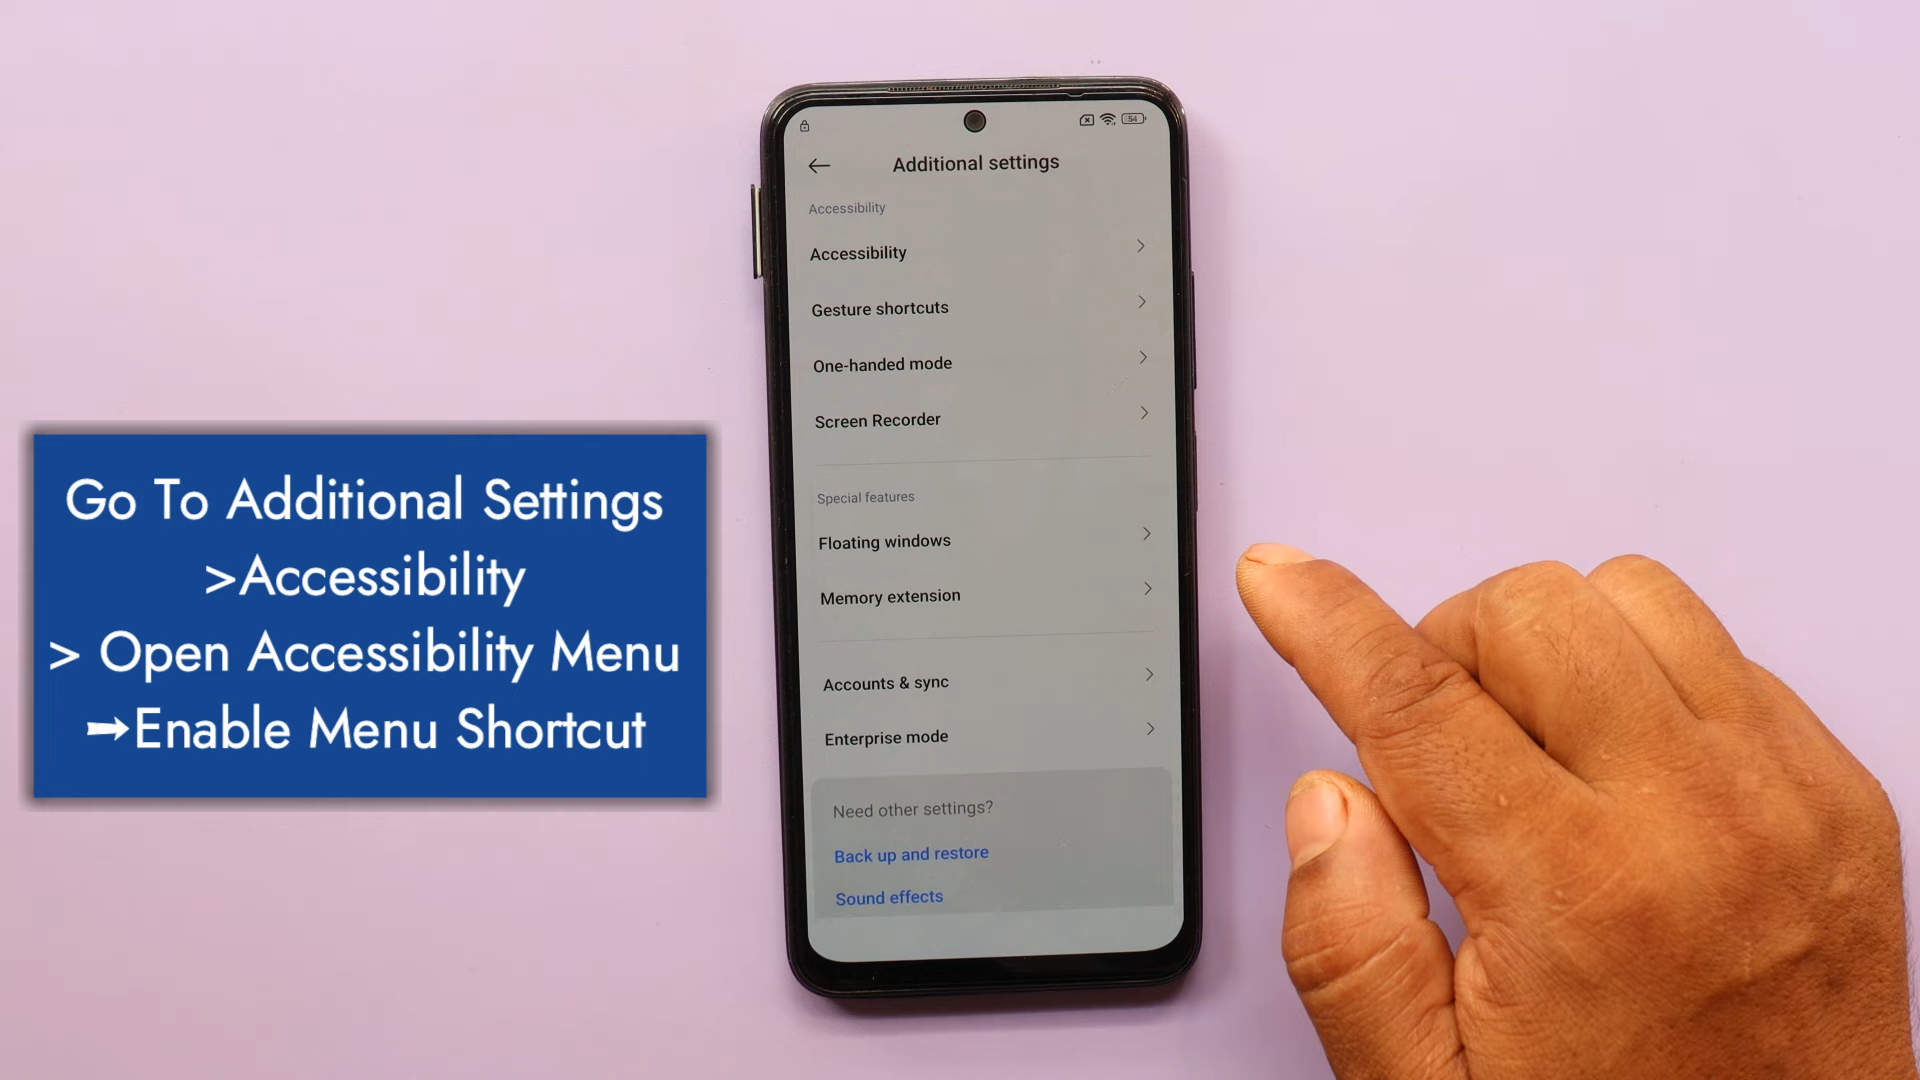 54
Additional settings
Accessibility
Accessibility
Gesture shortcuts
One-handed mode
Screen Recorder
Special features
Floating windows
Memory extension
Accounts & sync
Enterprise mode
Need other settings?
Back up and restore
Sound effects
Go To Additional Settings
>Accessibility
> Open Accessibility Menu
➡Enable Menu Shortcut